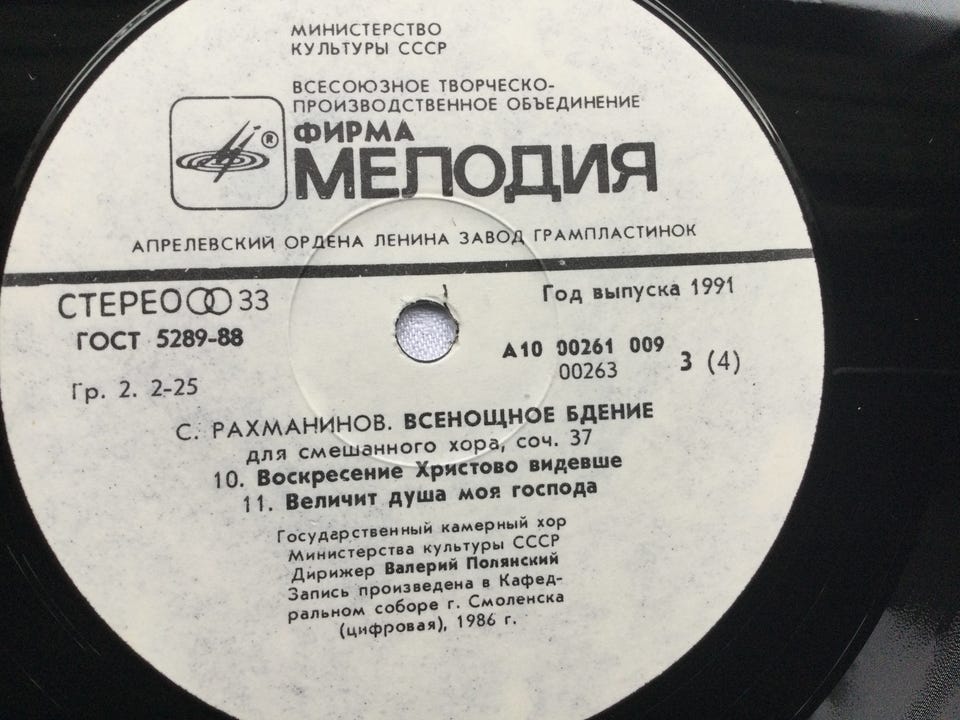 МИНИСТЕРСТВО
КУЛЬТУРЫ СССР
ВСЕСОЮЗНОЕ ТВОРЧЕСКО-
ПРОИЗВОДСТВЕННОЕ ОБЪЕДИНЕНИЕ
ФИРМА
®
МЕЛОДИЯ
АПРЕЛЕВСКИЙ ОРДЕНА ЛЕНИНА ЗАВОД ГРАМПЛАСТИНОК
СТЕРЕО 33
Год выпуска 1991
ГОСТ 5289-88
А10 00261 009
00263
3 (4)
Гр. 2. 2-25
С. РАХМАНИНОВ. ВСЕНОЩНОЕ БДЕНИЕ
для смешанного хора, соч. 37
10. Воскресение Христово видевше
11. Величит душа моя господа
Государственный камерный хор
Министерства культуры СССР
Дирижер Валерий Полянский
Запись произведена в Кафед-
ральном соборе г. Смоленска
(цифровая), 1986 г.